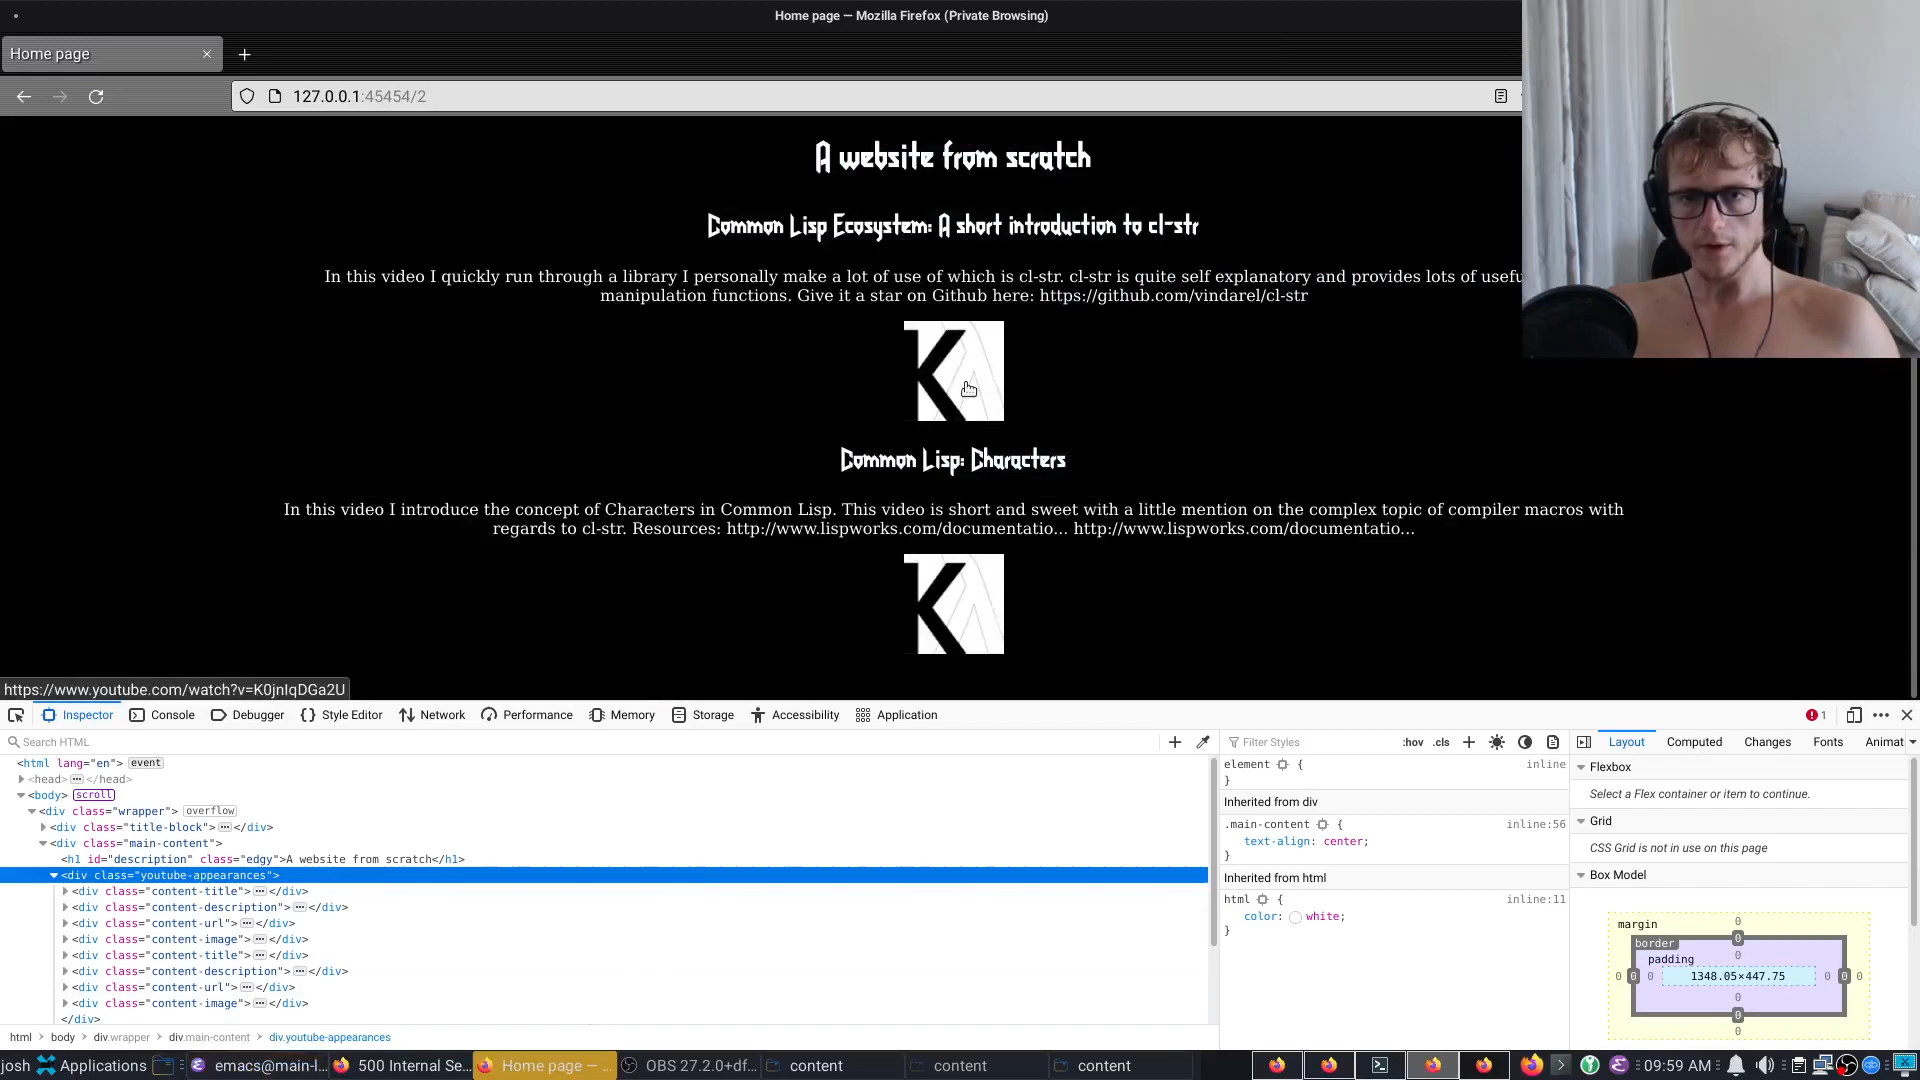 Home page — Mozilla Firefox (Private Browsing)
Home page
127.0.0.1:45454/2
A website from scratch
Common Lisp Ecosystem: A short introduction to cl-str
In this video I quickly run through a library I personally make a lot of use of which is cl-str. cl-str is quite self explanatory and provides lots of
manipulation functions. Give it a star on Github here: https://github.com/vindarel/cl-str
K
Common Lisp: Characters
In this video I introduce the concept of Characters in Common Lisp. This video is short and sweet with a little mention on the complex topic of compiler macros with
regards to cl-str. Resources: http://www.lispworks.com/documentatio... http://www.lispworks.com/documentatio...
K
https://www.youtube.com/watch?v=K0jnIqDGa2U
Inspector Console Debugger Style Editor Network Performance Memory Storage Accessibility Application 1
Search HTML
Filter Styles :hov .cls
Layout Computed Changes Fonts Animat
<html lang="en"> event
<head> ... </head>
<body> scroll
<div class="wrapper"> overflow
<div class="title-block"> ... </div>
<div class="main-content">
<h1 id="description" class="edgy">A website from scratch</h1>
<div class="youtube-appearances">
<div class="content-title"> ... </div>
<div class="content-description"> ... </div>
<div class="content-url"> ... </div>
<div class="content-image"> ... </div>
<div class="content-title"> ... </div>
<div class="content-description"> ... </div>
<div class="content-url"> ... </div>
<div class="content-image"> ... </div>
</div>
html > body > div.wrapper > div.main-content > div.youtube-appearances
element { inline
}
Inherited from div
.main-content { inline:56
text-align: center;
}
Inherited from html
html { inline:11
color: white;
}
Flexbox
Select a Flex container or item to continue.
Grid
CSS Grid is not in use on this page
Box Model
margin 0
border 0
padding 0
0 0 0 1348.05×447.75 0 0 0
0
0
0
josh Applications emacs@main-l... 500 Internal Se... Home page — ... OBS 27.2.0+df... content content content 09:59 AM